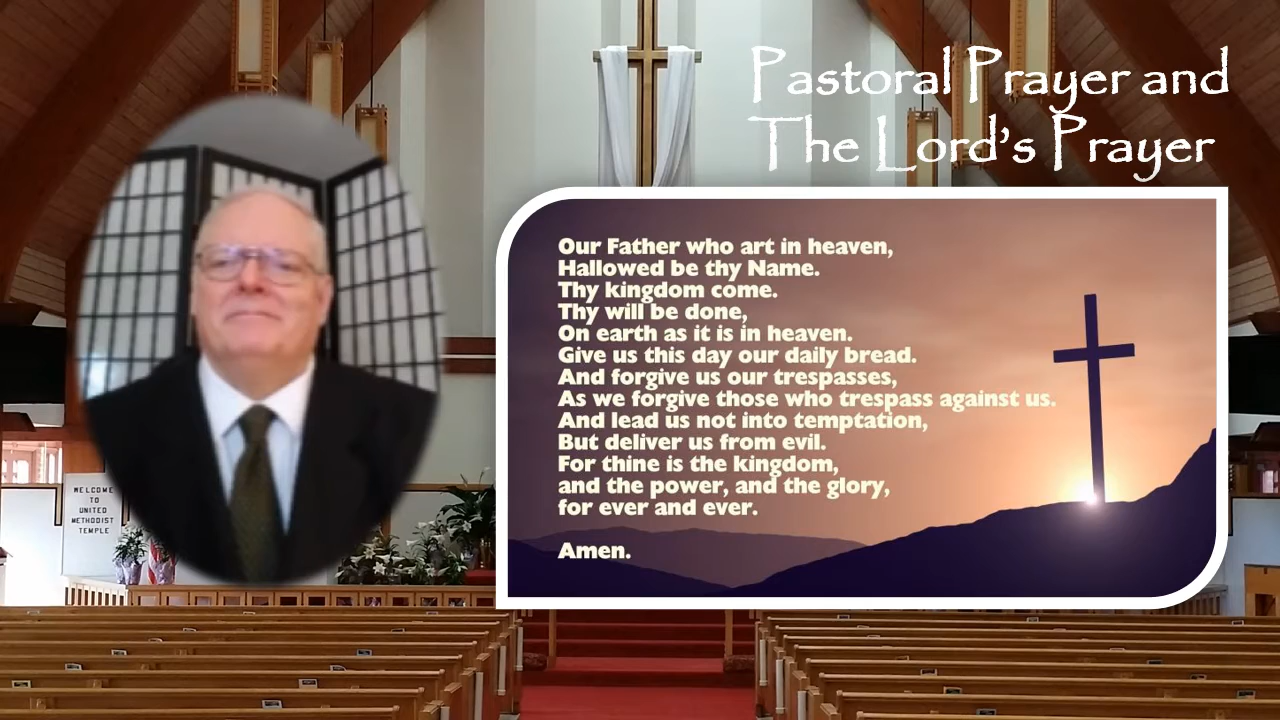 Pastoral Prayer and
The Lord's Prayer
Our Father who art in heaven,
Hallowed be thy Name.
Thy kingdom come.
Thy will be done,
On earth as it is in heaven.
Give us this day our daily bread.
And forgive us our trespasses,
As we forgive those who trespass against us.
And lead us not into temptation,
But deliver us from evil.
For thine is the kingdom,
and the power, and the glory,
for ever and ever.
Amen.
WELCOME
TO
UNITED
METHODIST
TEMPLE